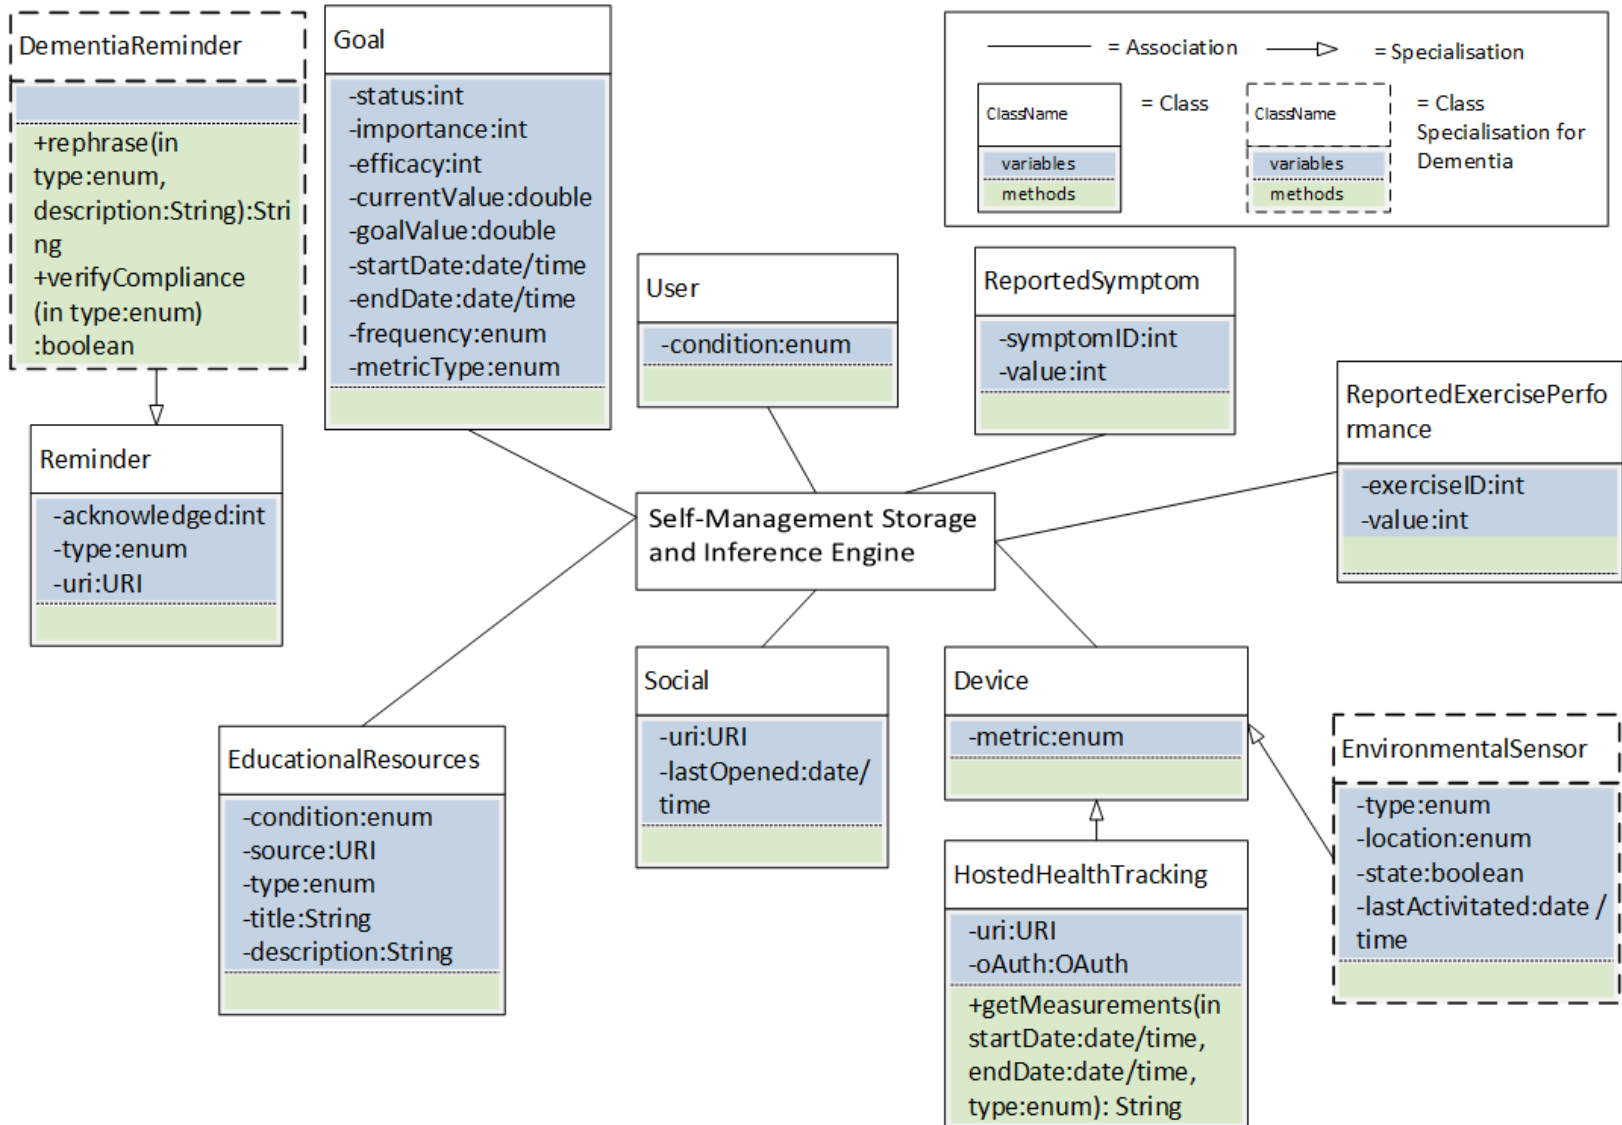 DementiaReminder
+rephrase(in
type:enum,
description:String):Stri
ng
+verifyCompliance
(in type:enum)
:boolean
Goal
-status:int
-importance:int
-efficacy:int
-currentValue:double
-goalValue:double
-startDate:date/time
-endDate:date/time
-frequency:enum
-metricType:enum
= Association
= Specialisation
ClassName
variables
methods
= Class
ClassName
variables
methods
= Class
Specialisation for
Dementia
User
-condition:enum
ReportedSymptom
-symptomID:int
-value:int
ReportedExercisePerfo
rmance
-exerciseID:int
-value:int
Reminder
-acknowledged:int
-type:enum
-uri:URI
Self-Management Storage
and Inference Engine
EducationalResources
-condition:enum
-source:URI
-type:enum
-title:String
-description:String
Social
-uri:URI
-lastOpened:date/
time
Device
-metric:enum
EnvironmentalSensor
-type:enum
-location:enum
-state:boolean
-lastActivitated:date /
time
HostedHealthTracking
-uri:URI
-oAuth:OAuth
+getMeasurements(in
startDate:date/time,
endDate:date/time,
type:enum): String